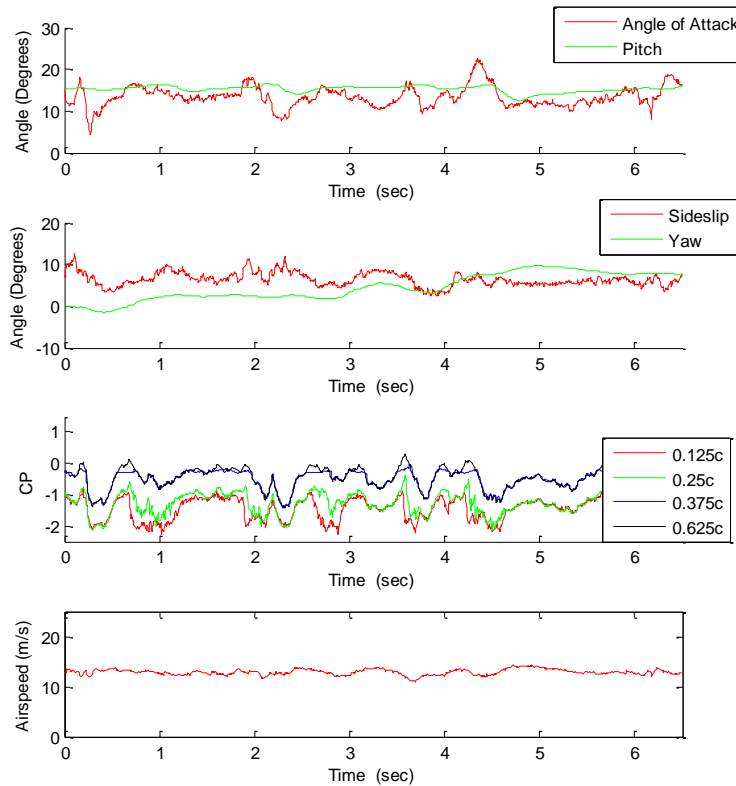 Angle of Attack
Pitch
30
20
10
0
Angle (Degrees)
0 1 2 3 4 5 6
Time (sec)
Sideslip
Yaw
20
10
0
-10
Angle (Degrees)
0 1 2 3 4 5 6
Time (sec)
1
0
-1
-2
CP
0.125c
0.25c
0.375c
0.625c
0 1 2 3 4 5 6
Time (sec)
20
10
0
Airspeed (m/s)
0 1 2 3 4 5 6
Time (sec)